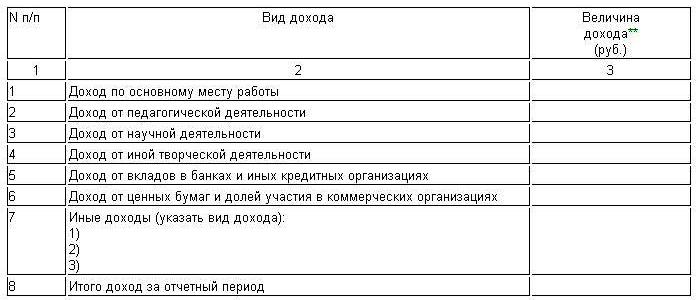 N п/п Вид дохода Величина
дохода**
(руб.)
1 2 3
1 Доход по основному месту работы
2 Доход от педагогической деятельности
3 Доход от научной деятельности
4 Доход от иной творческой деятельности
5 Доход от вкладов в банках и иных кредитных организациях
6 Доход от ценных бумаг и долей участия в коммерческих организациях
7 Иные доходы (указать вид дохода):
1)
2)
3)
8 Итого доход за отчетный период